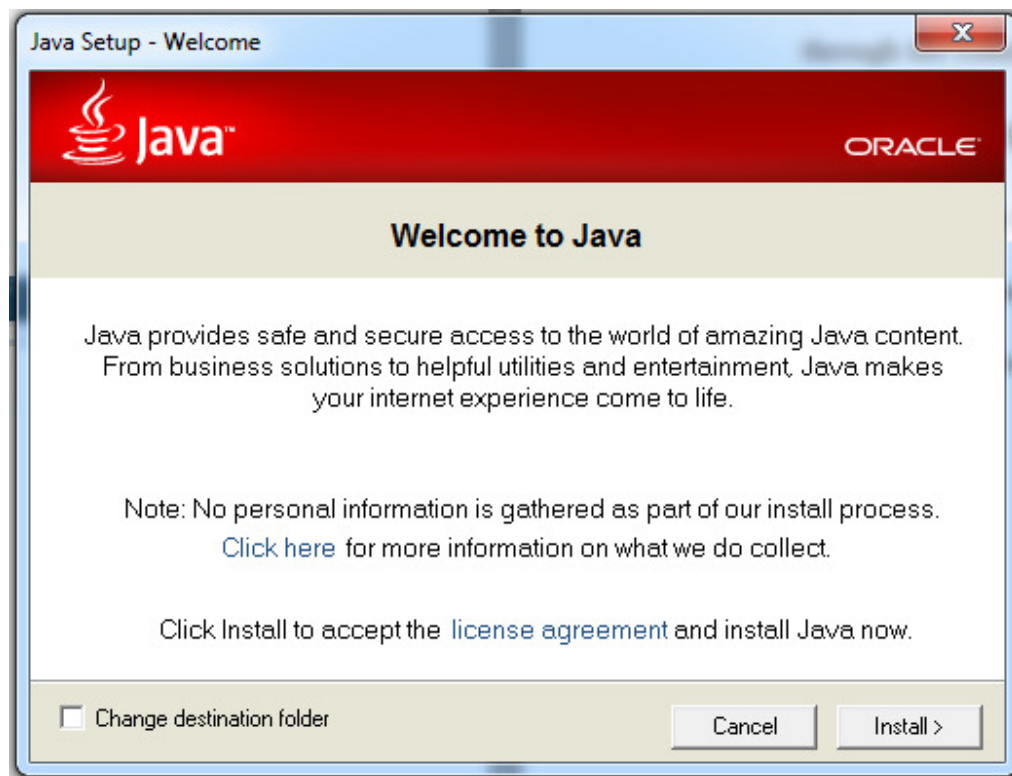 Java Setup - Welcome
Java™
ORACLE
Welcome to Java
Java provides safe and secure access to the world of amazing Java content.
From business solutions to helpful utilities and entertainment, Java makes
your internet experience come to life.
Note: No personal information is gathered as part of our install process.
Click here for more information on what we do collect.
Click Install to accept the license agreement and install Java now.
Change destination folder
Cancel
Install >